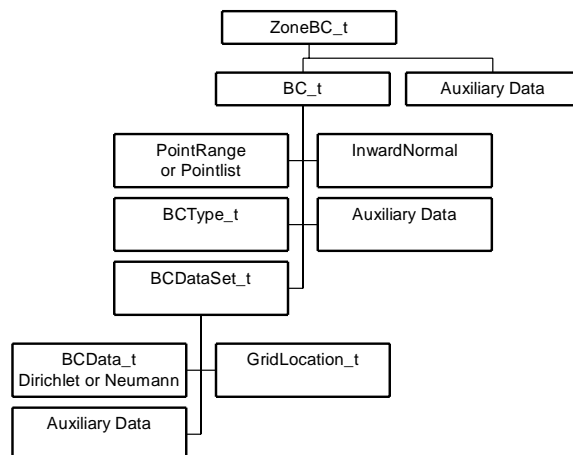 ZoneBC_t
BC_t
Auxiliary Data
PointRange
or Pointlist
InwardNormal
BCType_t
Auxiliary Data
BCDataSet_t
BCData_t
Dirichlet or Neumann
GridLocation_t
Auxiliary Data